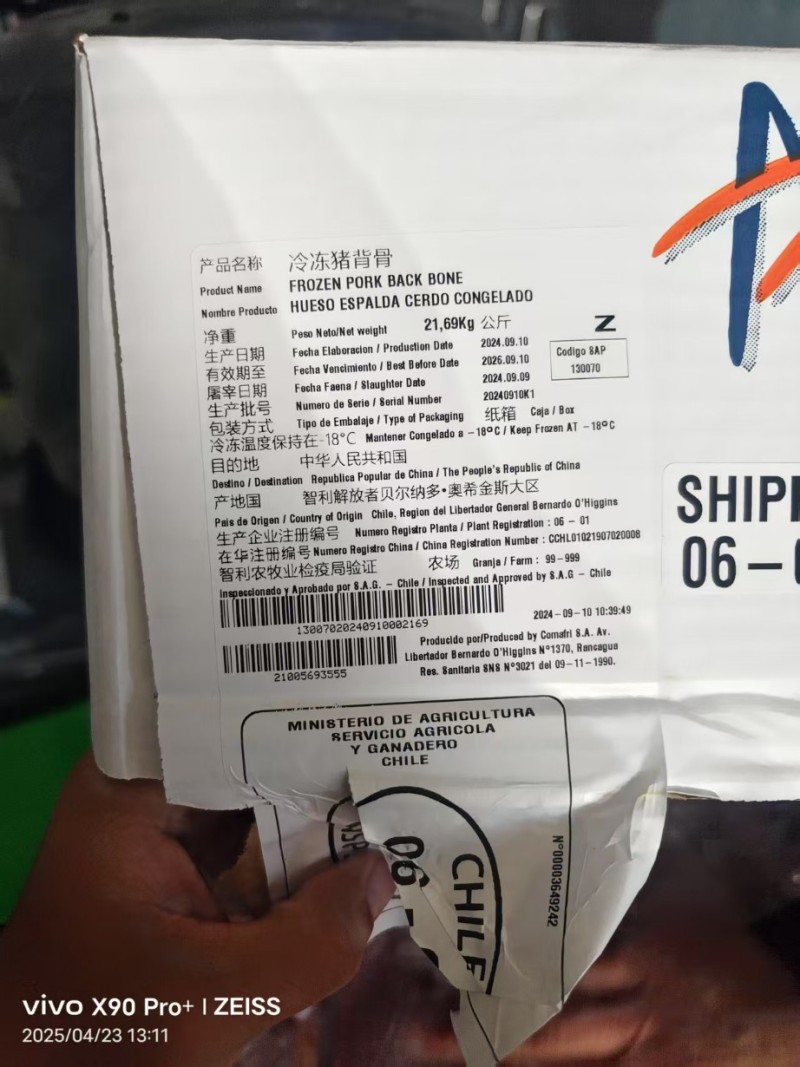 产品名称 冷冻猪背骨
Product Name FROZEN PORK BACK BONE
Nombre Producto HUESO ESPALDA CERDO CONGELADO
净重 Peso Neto/Net weight 21,69Kg 公斤 Z
生产日期 Fecha Elaboracion / Production Date 2024.09.10
有效期至 Fecha Vencimiento / Best Before Date 2026.09.10
屠宰日期 Fecha Faena / Slaughter Date 2024.09.09
Codigo 8AP
130070
生产批号 Numero de Serie / Serial Number 20240910K1
包装方式 Tipo de Embalaje / Type of Packaging 纸箱 Caja / Box
冷冻温度保持在-18°C Mantener Congelado a -18ºC / Keep Frozen AT -18ºC
目的地 中华人民共和国
Destino / Destination Republica Popular de China / The People's Republic of China
产地国 智利解放者贝尔纳多•奥希金斯大区
Pais de Origen / Country of Origin Chile, Region del Libertador General Bernardo O'Higgins
生产企业注册编号 Numero Registro Planta / Plant Registration : 06 - 01
在华注册编号 Numero Registro China / China Registration Number : CCHL01021907020008
智利农牧业检疫局验证 农场 Granja / Farm : 99-999
Inspeccionado y Aprobado por S.A.G. - Chile / Inspected and Approved by S.A.G - Chile
13007020240910002169
2024-09-10 10:39:49
21005693555
Producido por/Produced by Comafri S.A. Av.
Libertador Bernardo O'Higgins Nº1370, Rancagua
Res. Sanitaria SNS Nº3021 del 09-11-1990.
SHIP
06-
MINISTERIO DE AGRICULTURA
SERVICIO AGRICOLA
Y GANADERO
CHILE
06
CHILE
Nº00003649242
vivo X90 Pro+ | ZEISS
2025/04/23 13:11